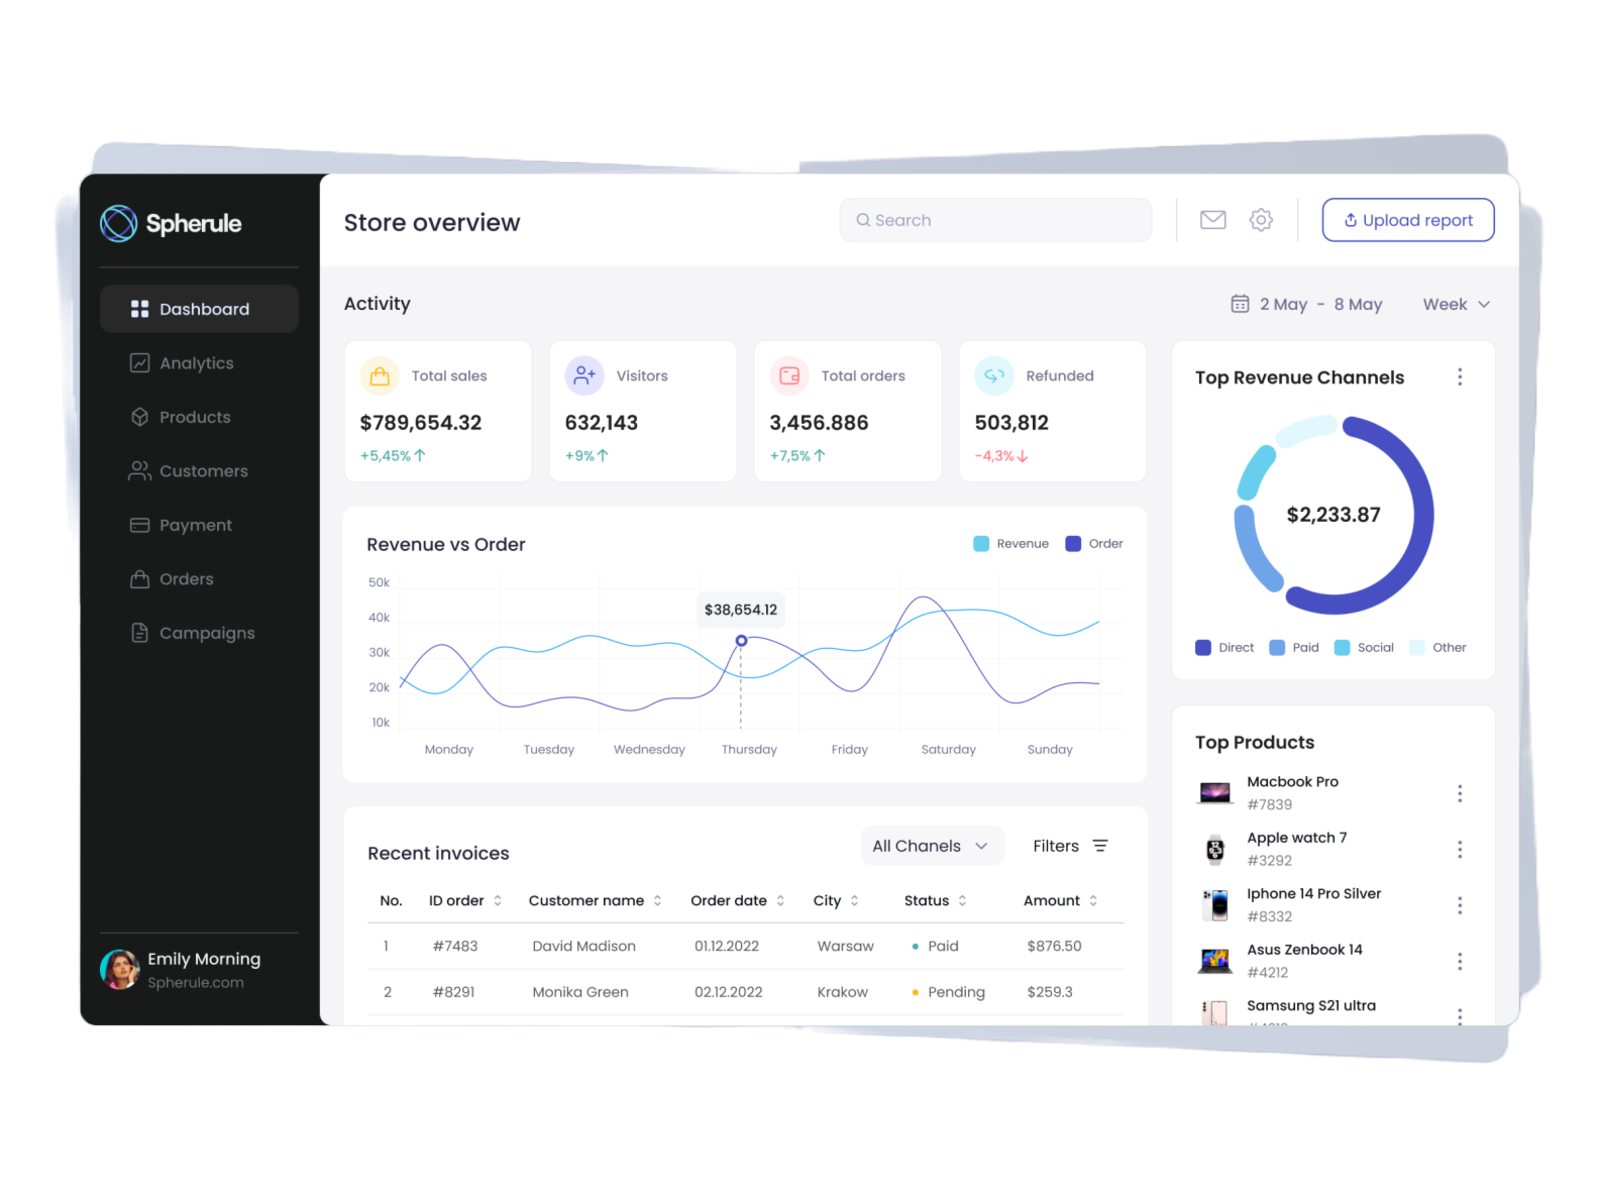 Spherule
Dashboard
Analytics
Products
Customers
Payment
Orders
Campaigns
Emily Morning
Spherule.com
Store overview
Search
Upload report
Activity
2 May - 8 May
Week
Total sales
$789,654.32
+5,45%
Visitors
632,143
+9%
Total orders
3,456.886
+7,5%
Refunded
503,812
-4,3%
Revenue vs Order
Revenue
Order
50k
40k
30k
20k
10k
$38,654.12
Monday Tuesday Wednesday Thursday Friday Saturday Sunday
Recent invoices
All Chanels
Filters
No. ID order Customer name Order date City Status Amount
1 #7483 David Madison 01.12.2022 Warsaw Paid $876.50
2 #8291 Monika Green 02.12.2022 Krakow Pending $259.3
Top Revenue Channels
$2,233.87
Direct Paid Social Other
Top Products
Macbook Pro
#7839
12
Apple watch 7
#3292
Iphone 14 Pro Silver
#8332
Asus Zenbook 14
#4212
Samsung S21 ultra